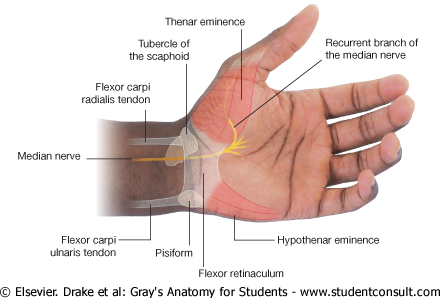 Thenar eminence
Tubercle of
the scaphoid
Recurrent branch of
the median nerve
Flexor carpi
radialis tendon
Median nerve
Flexor carpi
ulnaris tendon
Pisiform
Flexor retinaculum
Hypothenar eminence
© Elsevier. Drake et al: Gray's Anatomy for Students - www.studentconsult.com